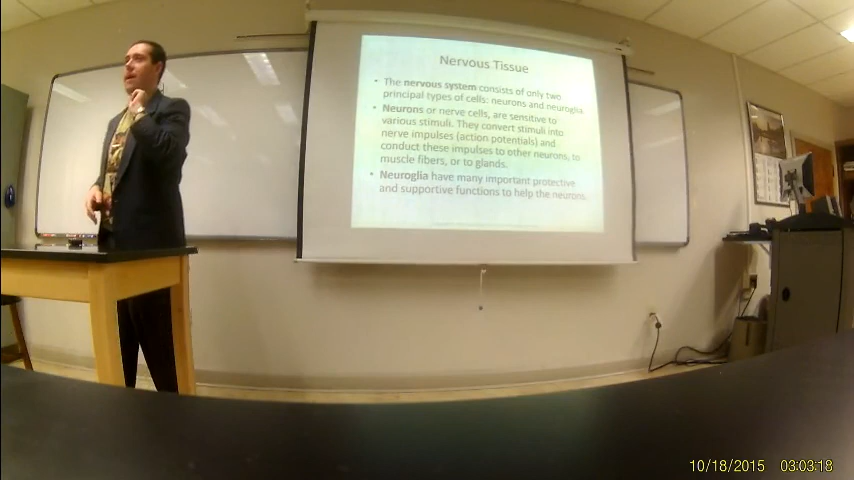 Nervous Tissue
• The nervous system consists of only two
principal types of cells: neurons and neuroglia
• Neurons or nerve cells, are sensitive to
various stimuli. They convert stimuli into
nerve impulses (action potentials) and
conduct these impulses to other neurons, to
muscle fibers, or to glands.
• Neuroglia have many important protective
and supportive functions to help the neurons.
10/18/2015 03:03:18